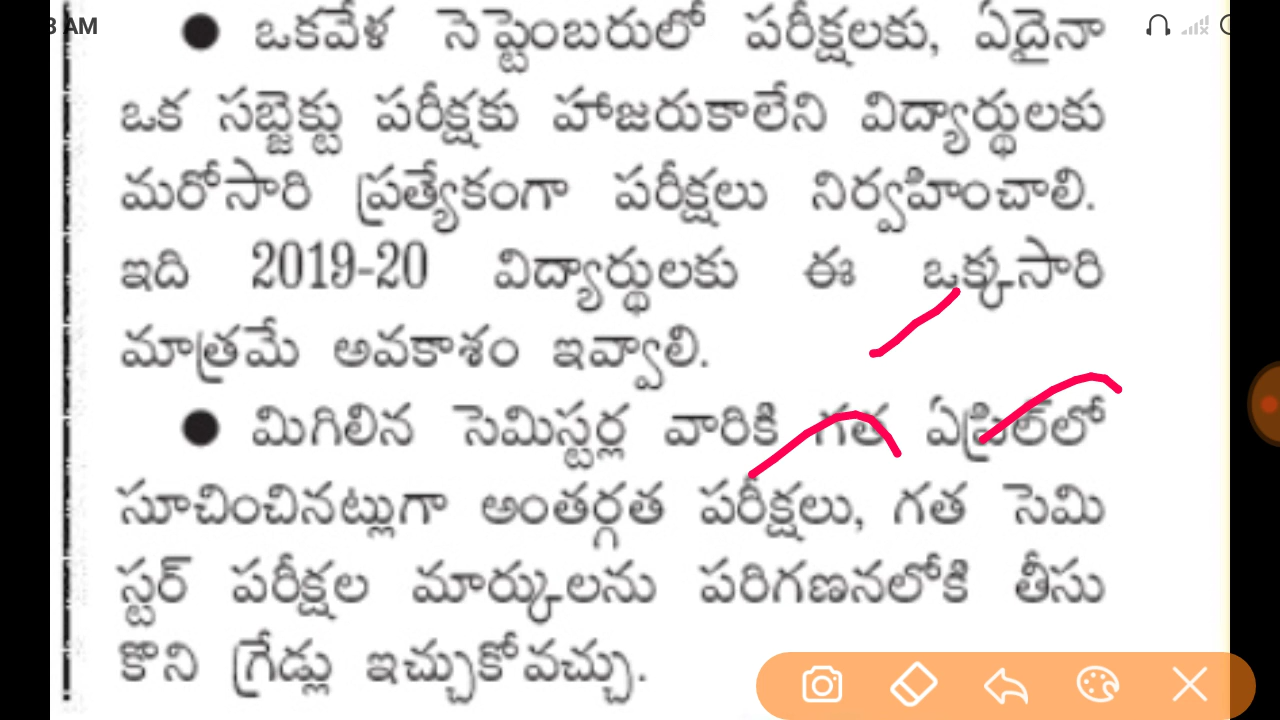 3 AM
● ఒకవేళ సెప్టెంబరులో పరీక్షలకు, ఏదైనా
ఒక సబ్జెక్టు పరీక్షకు హాజరుకాలేని విద్యార్థులకు
మరోసారి ప్రత్యేకంగా పరీక్షలు నిర్వహించాలి.
ఇది 2019-20 విద్యార్థులకు ఈ ఒక్కసారి
మాత్రమే అవకాశం ఇవ్వాలి.
● మిగిలిన సెమిస్టర్ల వారికి గత ఏప్రిల్‌లో
సూచించినట్లుగా అంతర్గత పరీక్షలు, గత సెమి
స్టర్ పరీక్షల మార్కులను పరిగణనలోకి తీసు
కొని గ్రేడ్లు ఇచ్చుకోవచ్చు.